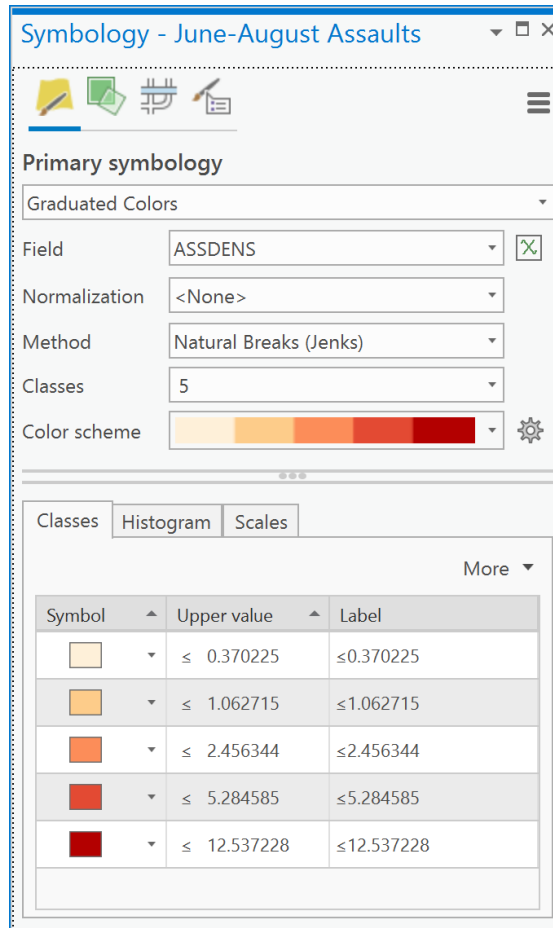 Symbology - June-August Assaults
Primary symbology
Graduated Colors
Field ASSDENS
Normalization <None>
Method Natural Breaks (Jenks)
Classes 5
Color scheme
Classes Histogram Scales
More
Symbol Upper value Label
≤ 0.370225 ≤0.370225
≤ 1.062715 ≤1.062715
≤ 2.456344 ≤2.456344
≤ 5.284585 ≤5.284585
≤ 12.537228 ≤12.537228